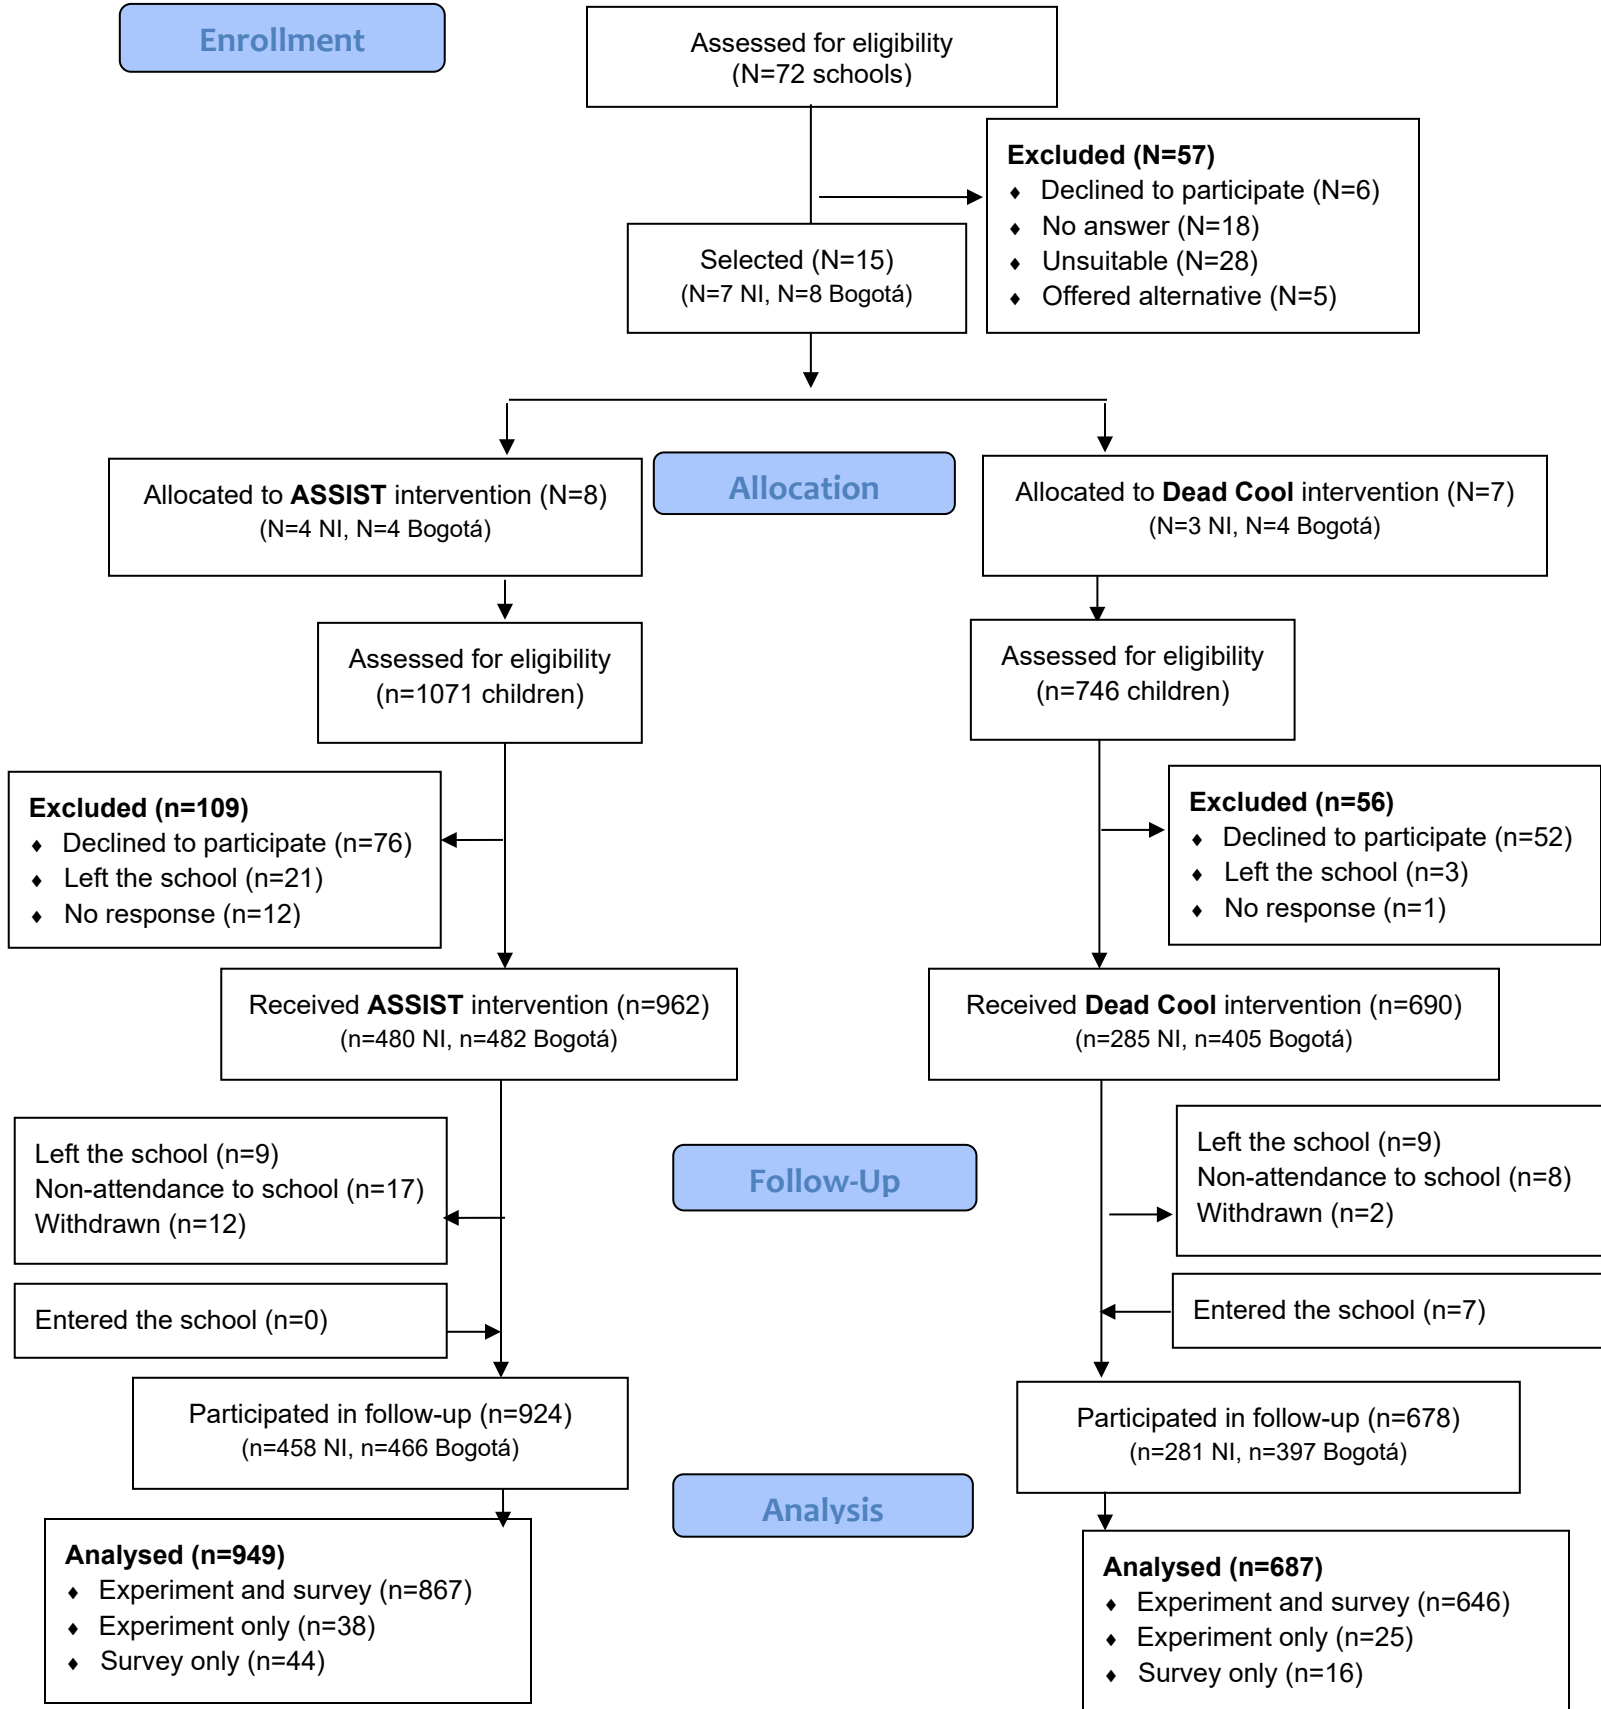 Enrollment
Assessed for eligibility
(N=72 schools)
Excluded (N=57)
♦ Declined to participate (N=6)
♦ No answer (N=18)
♦ Unsuitable (N=28)
♦ Offered alternative (N=5)
Selected (N=15)
(N=7 NI, N=8 Bogotá)
Allocation
Allocated to ASSIST intervention (N=8)
(N=4 NI, N=4 Bogotá)
Allocated to Dead Cool intervention (N=7)
(N=3 NI, N=4 Bogotá)
Assessed for eligibility
(n=1071 children)
Assessed for eligibility
(n=746 children)
Excluded (n=109)
♦ Declined to participate (n=76)
♦ Left the school (n=21)
♦ No response (n=12)
Excluded (n=56)
♦ Declined to participate (n=52)
♦ Left the school (n=3)
♦ No response (n=1)
Received ASSIST intervention (n=962)
(n=480 NI, n=482 Bogotá)
Received Dead Cool intervention (n=690)
(n=285 NI, n=405 Bogotá)
Follow-Up
Left the school (n=9)
Non-attendance to school (n=17)
Withdrawn (n=12)
Left the school (n=9)
Non-attendance to school (n=8)
Withdrawn (n=2)
Entered the school (n=0)
Entered the school (n=7)
Participated in follow-up (n=924)
(n=458 NI, n=466 Bogotá)
Participated in follow-up (n=678)
(n=281 NI, n=397 Bogotá)
Analysis
Analysed (n=949)
♦ Experiment and survey (n=867)
♦ Experiment only (n=38)
♦ Survey only (n=44)
Analysed (n=687)
♦ Experiment and survey (n=646)
♦ Experiment only (n=25)
♦ Survey only (n=16)